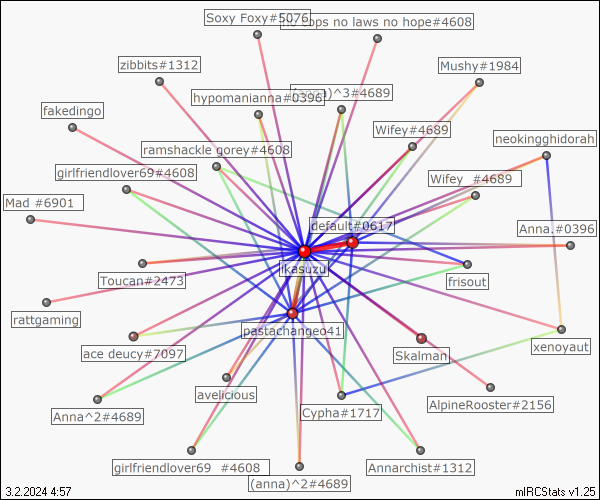 Soxy Foxy#5076
no cops no laws no hope#4608
zibbits#1312
Mushy#1984
hypomanianna#0396
)^3#4689
fakedingo
Wifey#4689
neokingghidorah
ramshackle gorey#4608
girlfriendlover69#4608
Wifey  #4689
Mad #6901
default#0617
Anna.#0396
ikasuzu
Toucan#2473
frisout
rattgaming
pastachangeo41
xenoyaut
ace deucy#7097
Skalman
avelicious
AlpineRooster#2156
Anna^2#4689
Cypha#1717
girlfriendlover69  #4608
Annarchist#1312
(anna)^2#4689
3.2.2024 4:57
mIRCStats v1.25